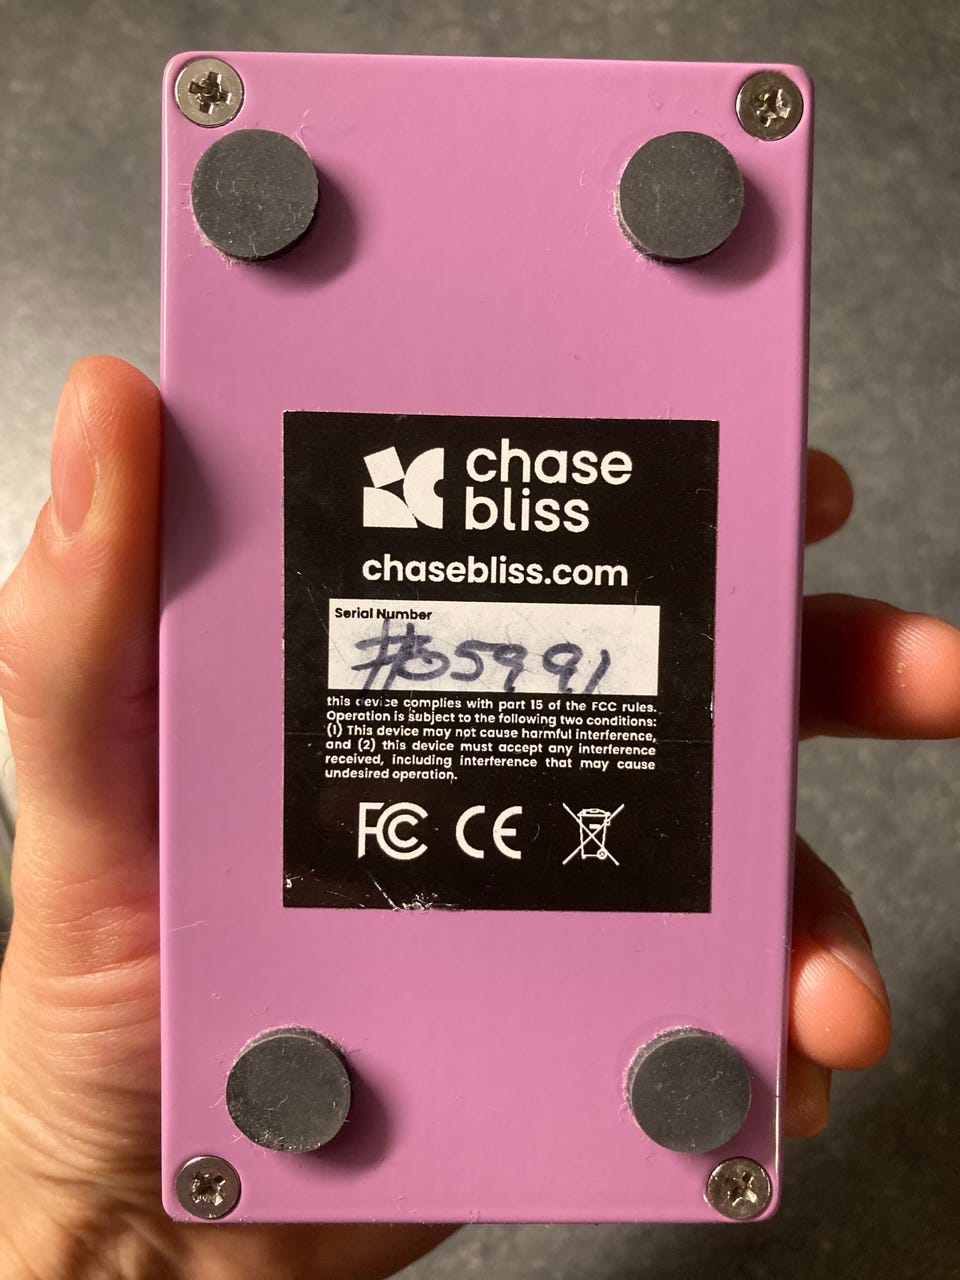 chase
bliss
chasebliss.com
Serial Number
#05991
this device complies with part 15 of the FCC rules.
Operation is subject to the following two conditions:
(1) This device may not cause harmful interference,
and (2) this device must accept any interference
received, including interference that may cause
undesired operation.
FC CE